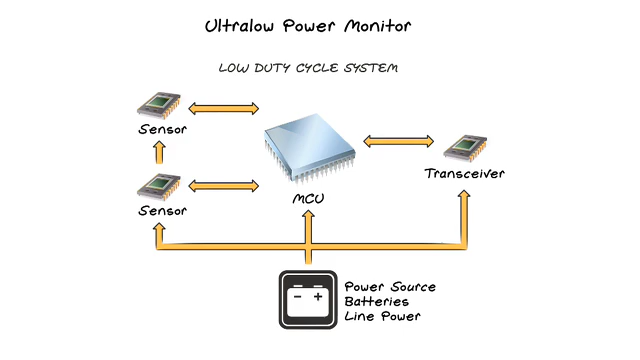 Ultralow Power Monitor
LOW DUTY CYCLE SYSTEM
Sensor
Sensor
MCU
Transceiver
Power Source
Batteries
Line Power